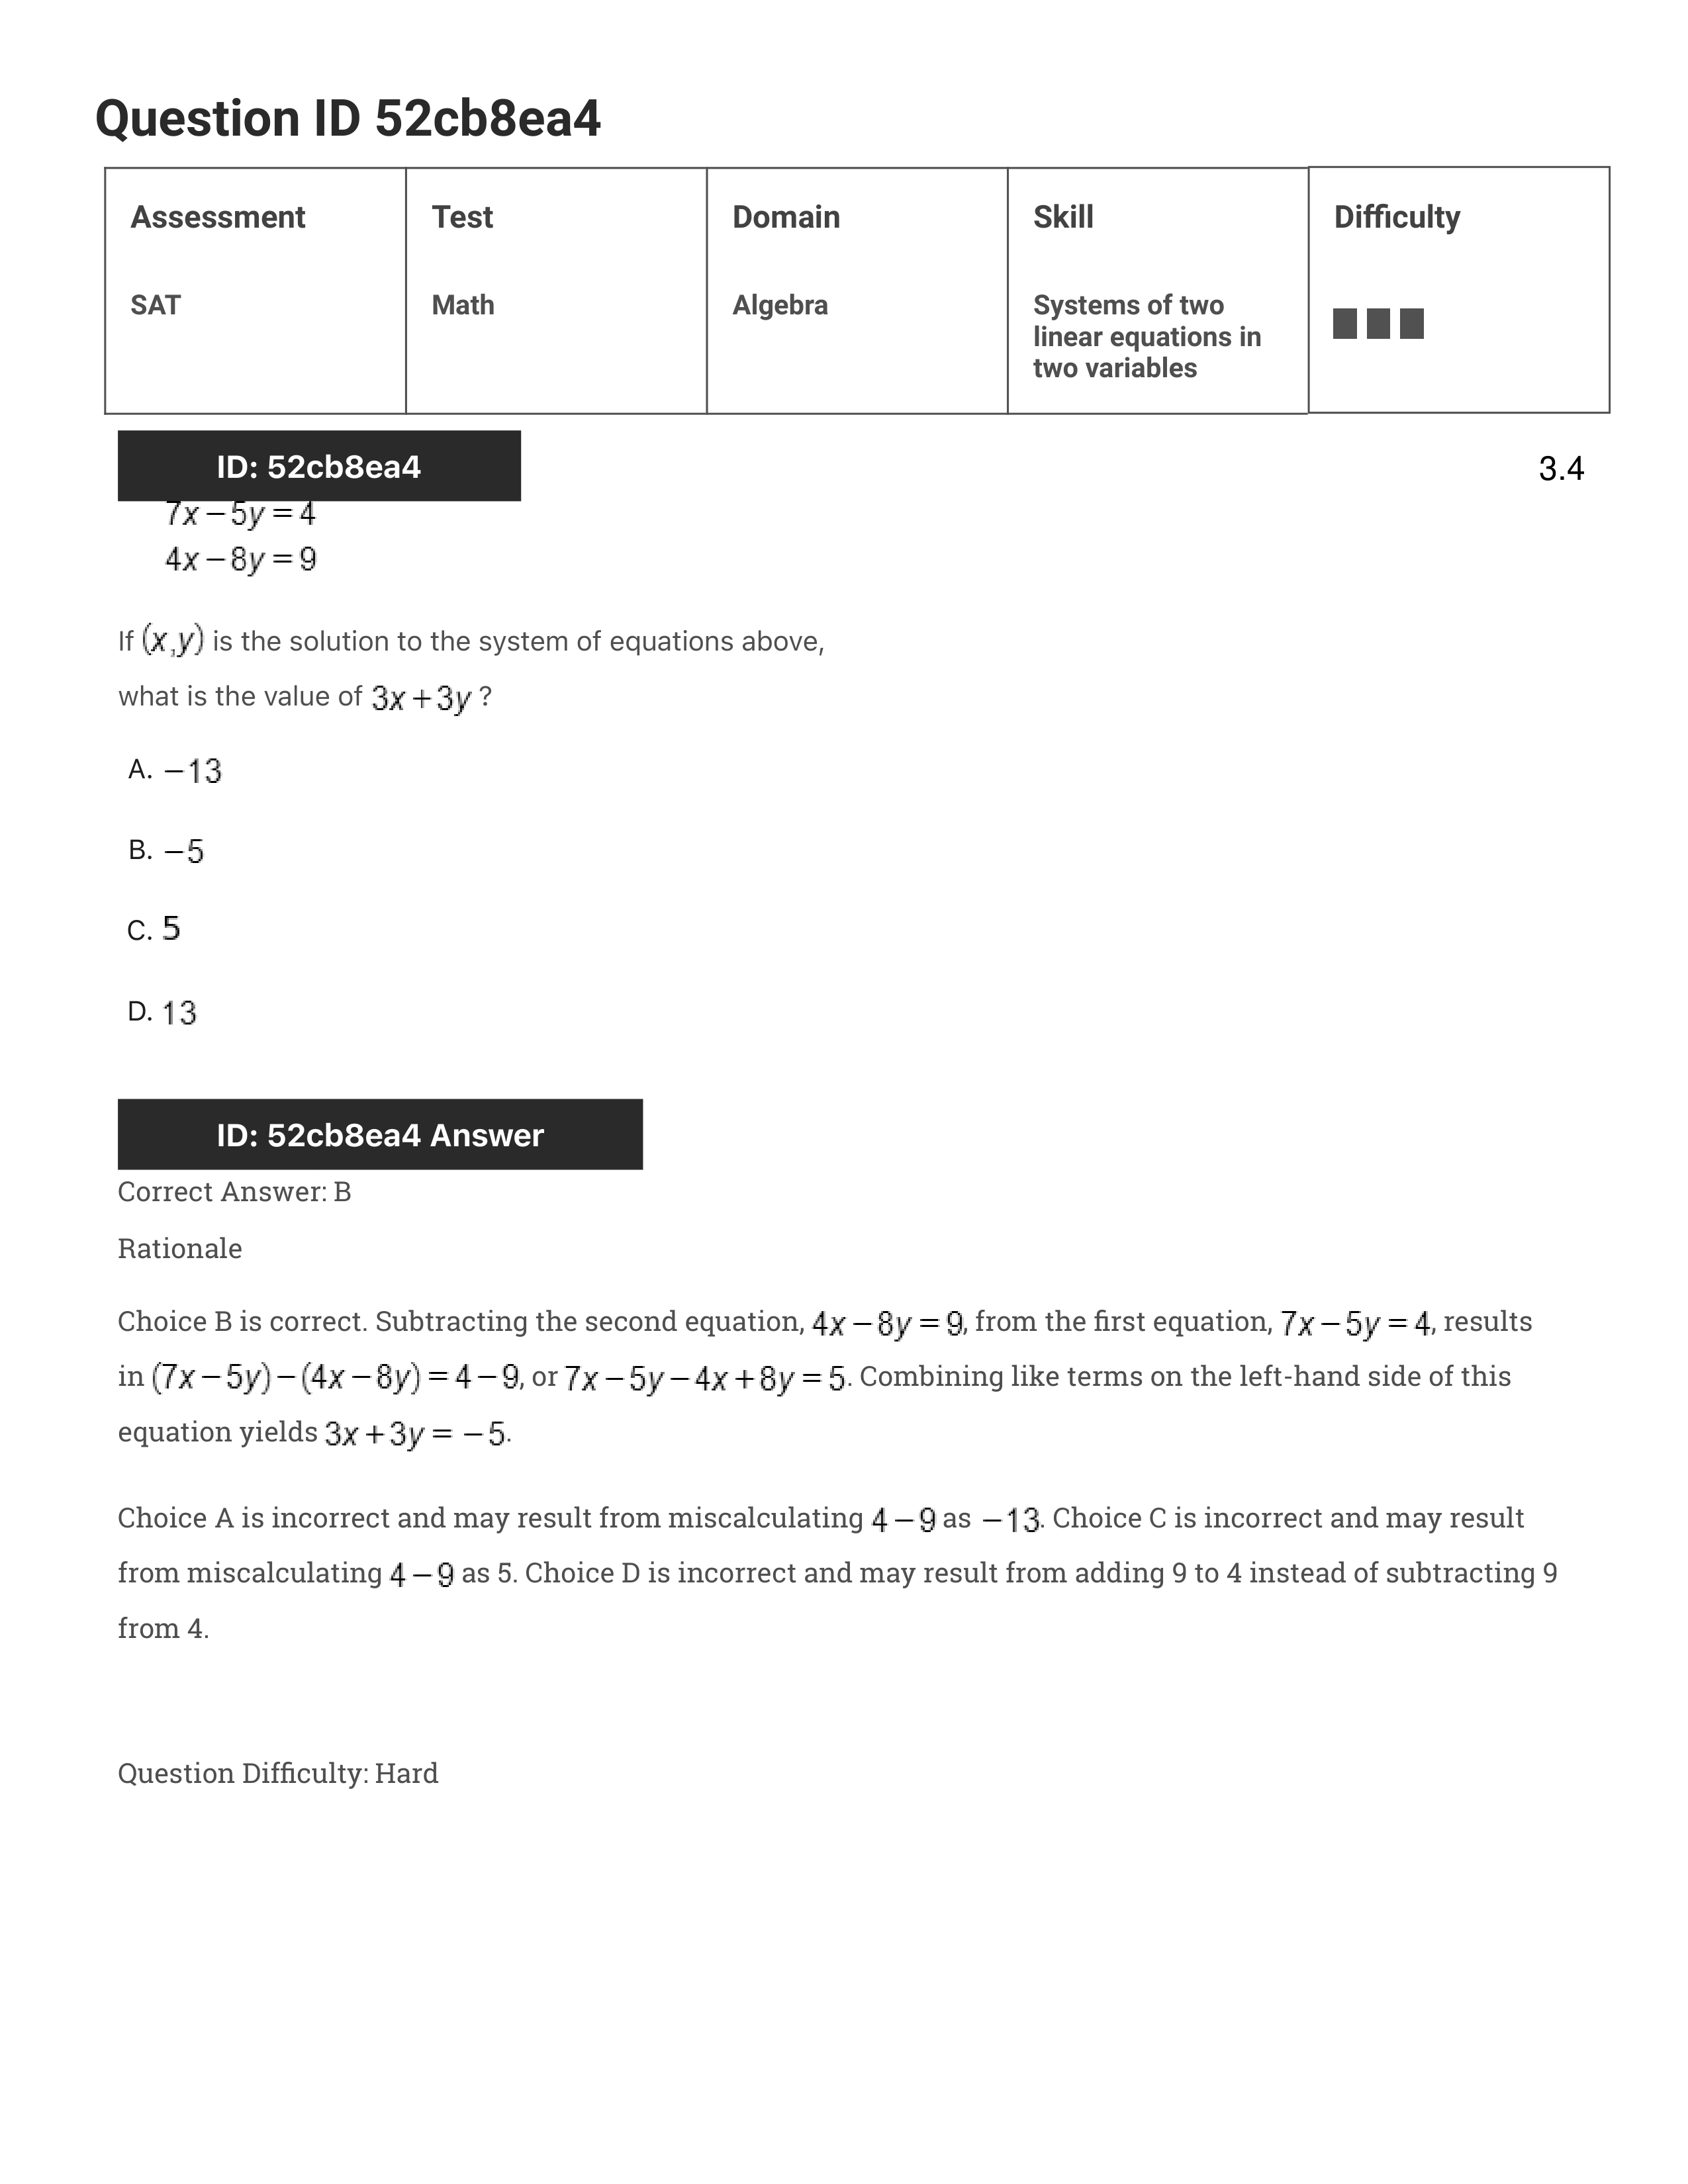 Question ID 52cb8ea4
Assessment
Test
Domain
Skill
Difficulty
SAT
Math
Algebra
Systems of two
linear equations in
two variables
ID: 52cb8ea4
3.4
7x − 5y = 4
4x − 8y = 9
If (x,y) is the solution to the system of equations above,
what is the value of 3x + 3y ?
A. −13
B. −5
C. 5
D. 13
ID: 52cb8ea4 Answer
Correct Answer: B
Rationale
Choice B is correct. Subtracting the second equation, 4x − 8y = 9, from the first equation, 7x − 5y = 4, results
in (7x − 5y) − (4x − 8y) = 4 − 9, or 7x − 5y − 4x + 8y = 5. Combining like terms on the left-hand side of this
equation yields 3x + 3y = −5.
Choice A is incorrect and may result from miscalculating 4 − 9 as −13. Choice C is incorrect and may result
from miscalculating 4 − 9 as 5. Choice D is incorrect and may result from adding 9 to 4 instead of subtracting 9
from 4.
Question Difficulty: Hard